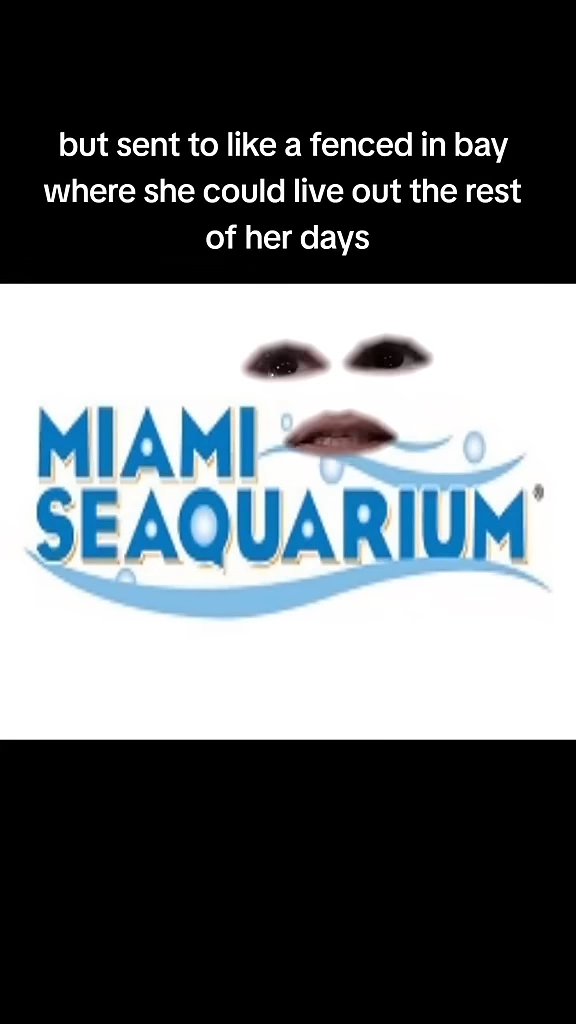 but sent to like a fenced in bay
where she could live out the rest
of her days
MIAMI
SEAQUARIUM®